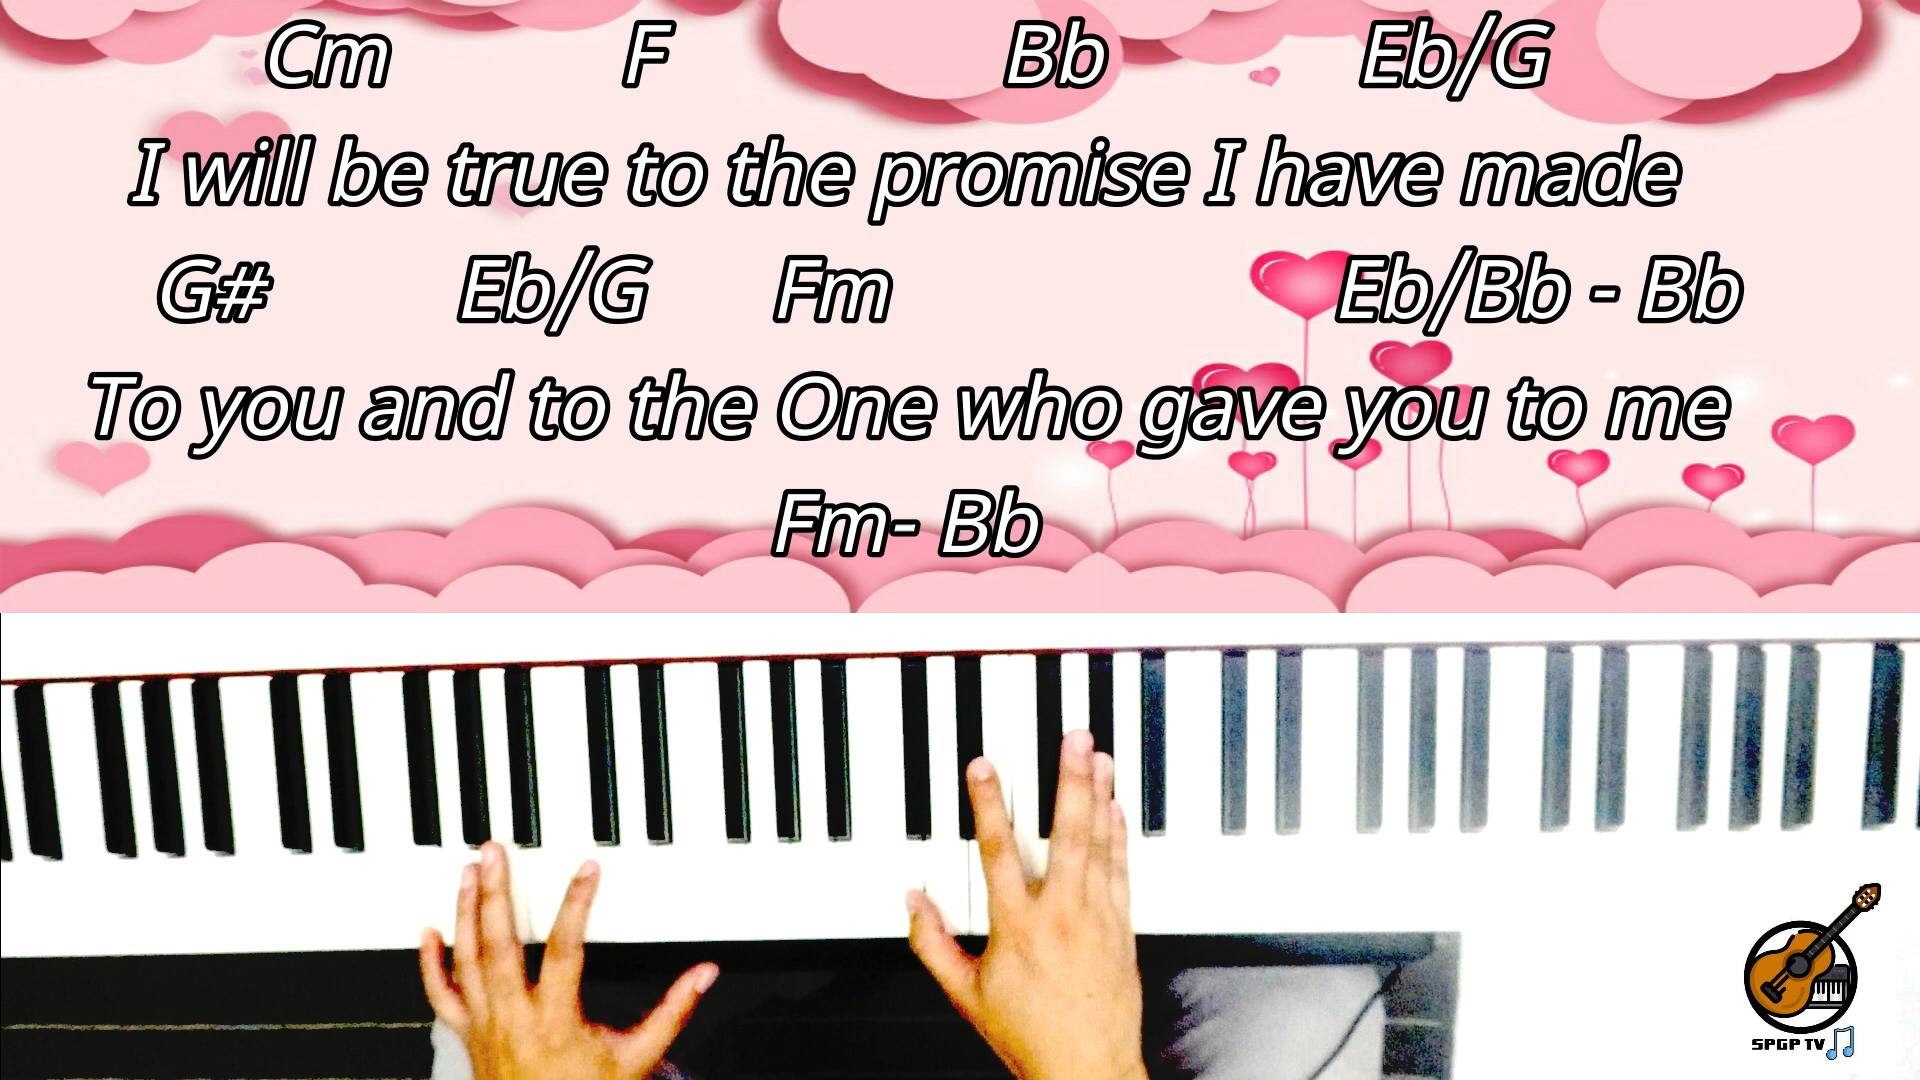 Cm F Bb Eb/G
I will be true to the promise I have made
G# Eb/G Fm Eb/Bb - Bb
To you and to the One who gave you to me
Fm- Bb
SPGP TV